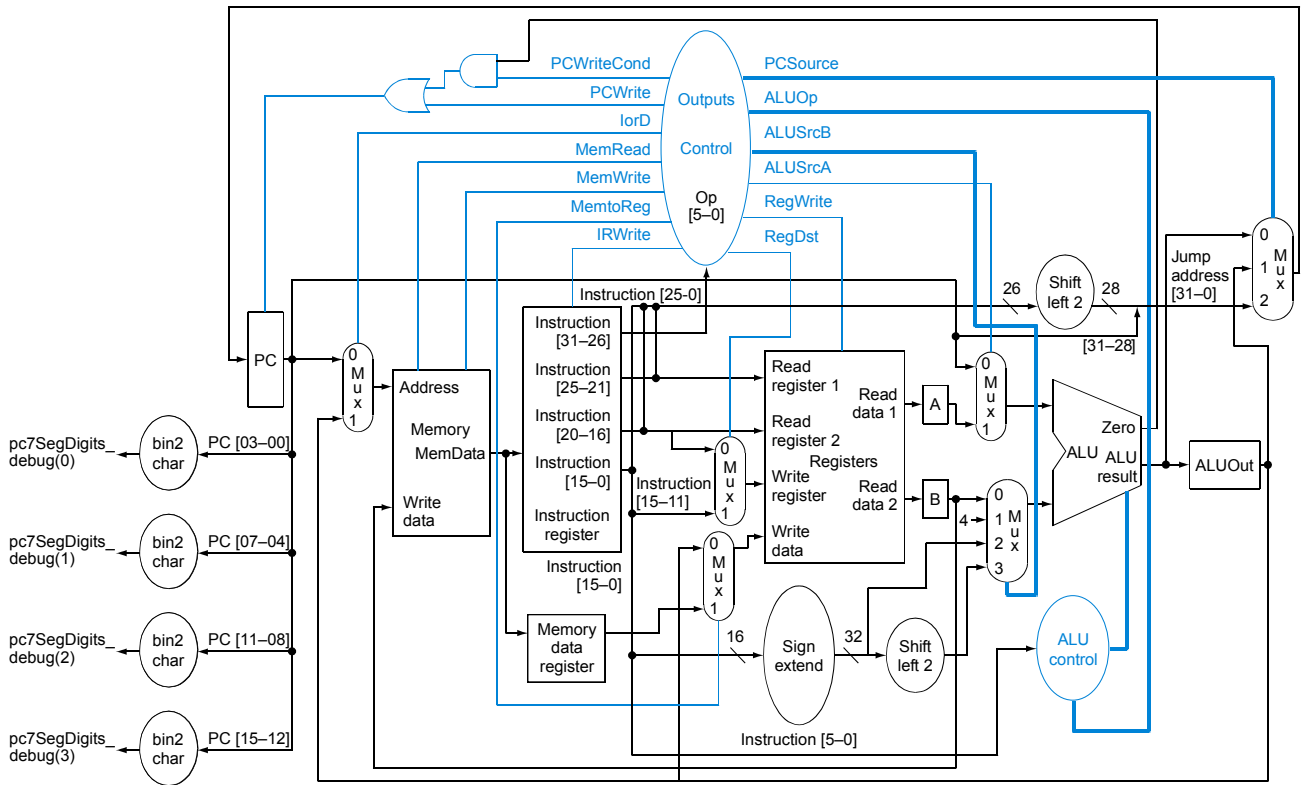 PCWriteCond
PCWrite
IorD
MemRead
MemWrite
MemtoReg
IRWrite
Outputs
Control
Op
[5–0]
PCSource
ALUOp
ALUSrcB
ALUSrcA
RegWrite
RegDst
PC
0
M
u
x
1
Address
Memory
MemData
Write
data
Instruction [25-0]
Instruction
[31–26]
Instruction
[25–21]
Instruction
[20–16]
Instruction
[15–0]
Instruction
register
Instruction
[15–11]
Instruction
[15–0]
Memory
data
register
0
M
u
x
1
0
M
u
x
1
Read
register 1
Read
register 2
Registers
Write
register
Write
data
Read
data 1
Read
data 2
A
B
4
0
M
u
x
1
0
1
2
3
M
u
x
26
Shift
left 2
28
Jump
address
[31–0]
[31–28]
0
1
2
M
u
x
Zero
ALU
ALU
result
ALUOut
16
Sign
extend
32
Shift
left 2
ALU
control
Instruction [5–0]
pc7SegDigits_
debug(0)
bin2
char
PC [03–00]
pc7SegDigits_
debug(1)
bin2
char
PC [07–04]
pc7SegDigits_
debug(2)
bin2
char
PC [11–08]
pc7SegDigits_
debug(3)
bin2
char
PC [15–12]